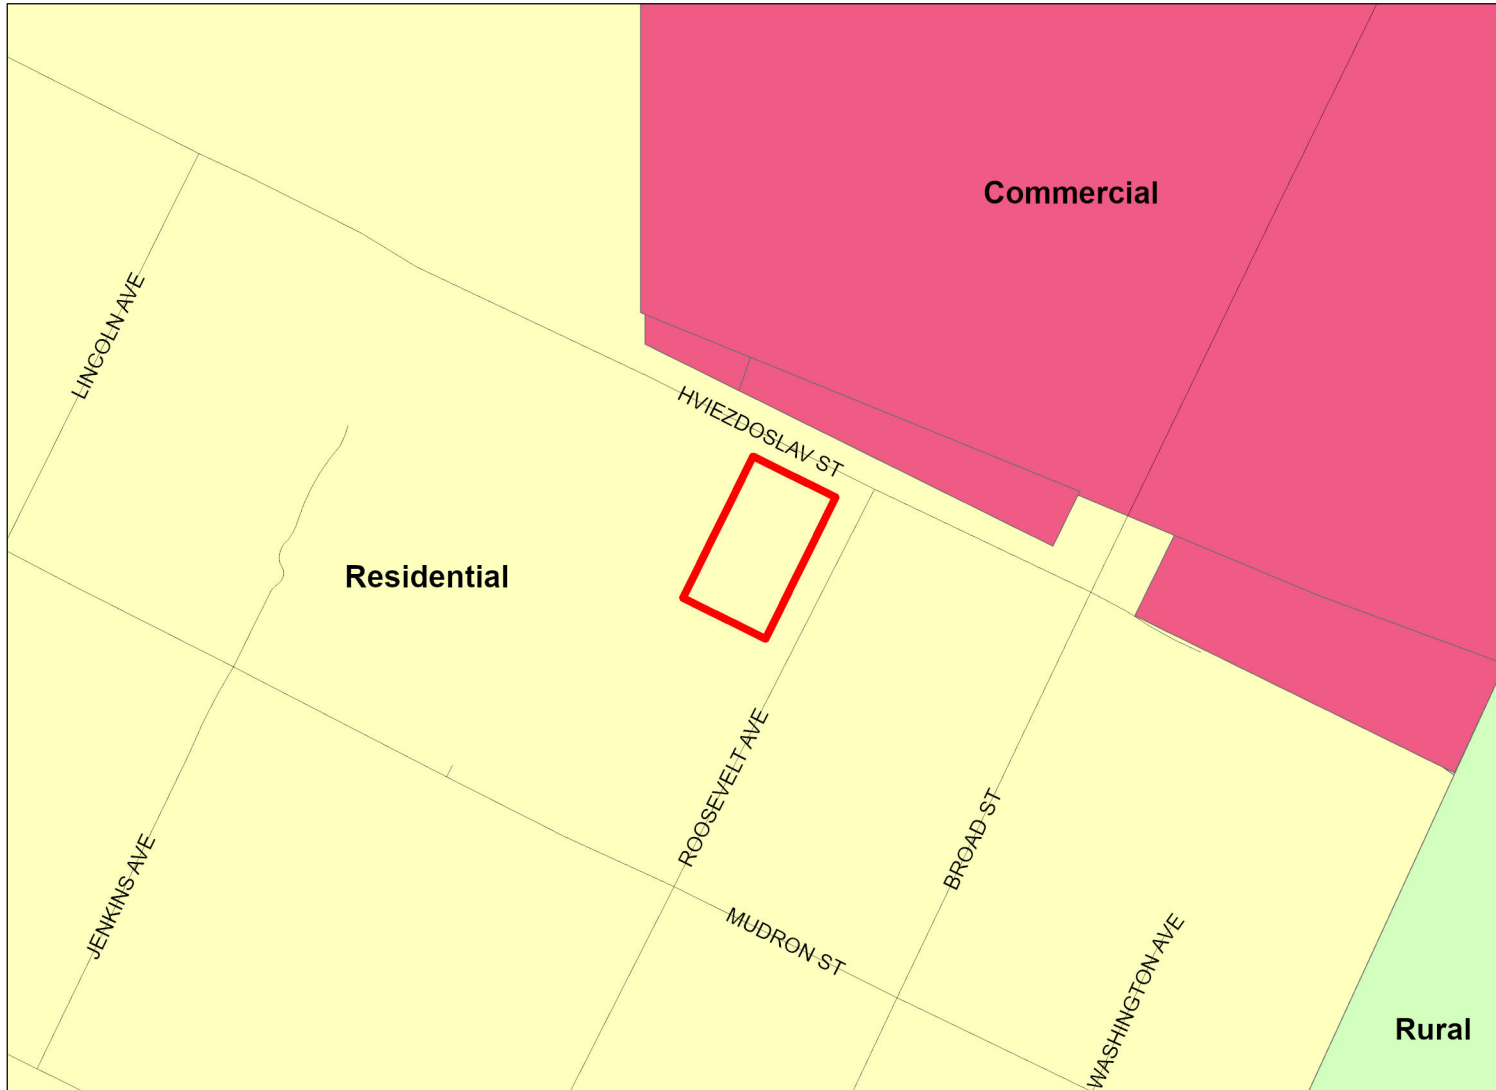 Commercial
LINCOLN AVE
HVIEZDOSLAV ST
Residential
ROOSEVELT AVE
BROAD ST
JENKINS AVE
MUDRON ST
WASHINGTON AVE
Rural